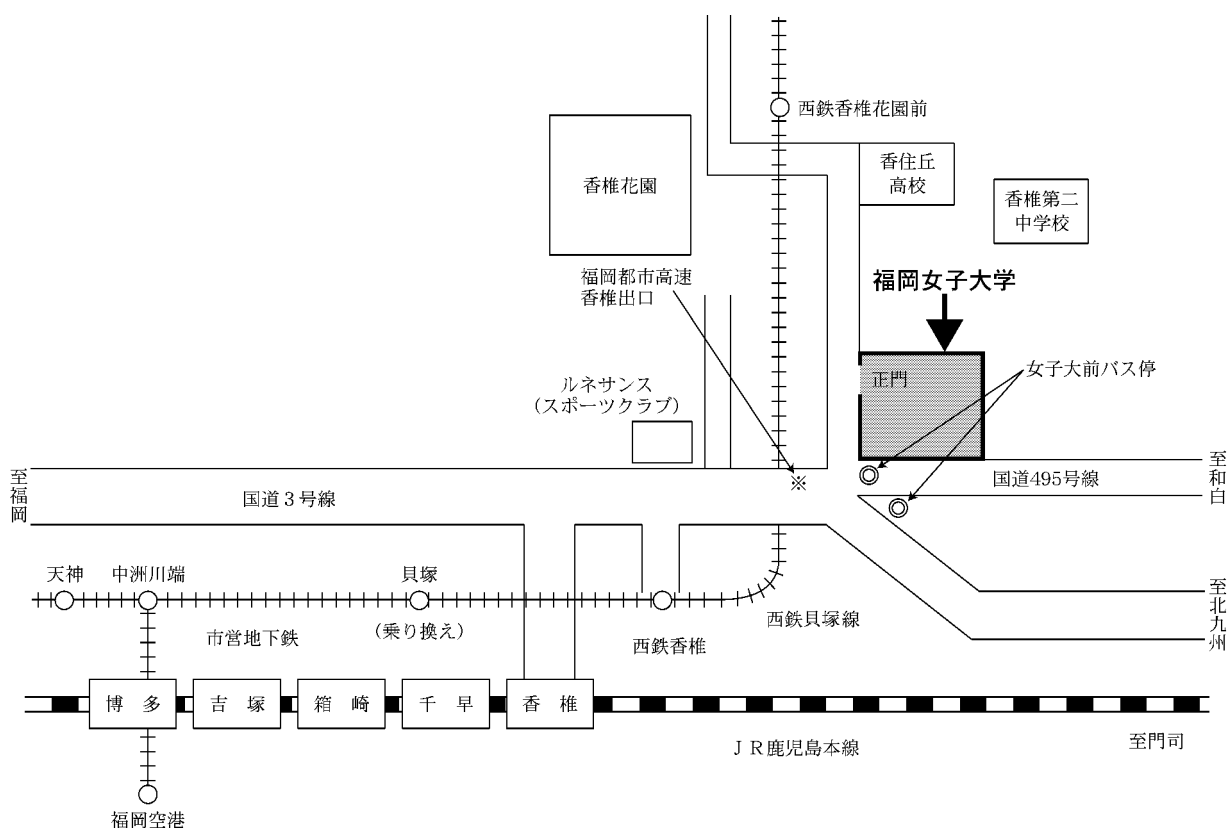 西鉄香椎花園前
香椎花園
香住丘
高校
香椎第二
中学校
福岡都市高速
香椎出口
福岡女子大学
正門
女子大前バス停
ルネサンス
(スポーツクラブ)
至福岡
国道3号線
※
国道495号線
至和白
天神
中洲川端
貝塚
(乗り換え)
市営地下鉄
西鉄香椎
西鉄貝塚線
至北九州
博多
吉塚
箱崎
千早
香椎
JR鹿児島本線
至門司
福岡空港